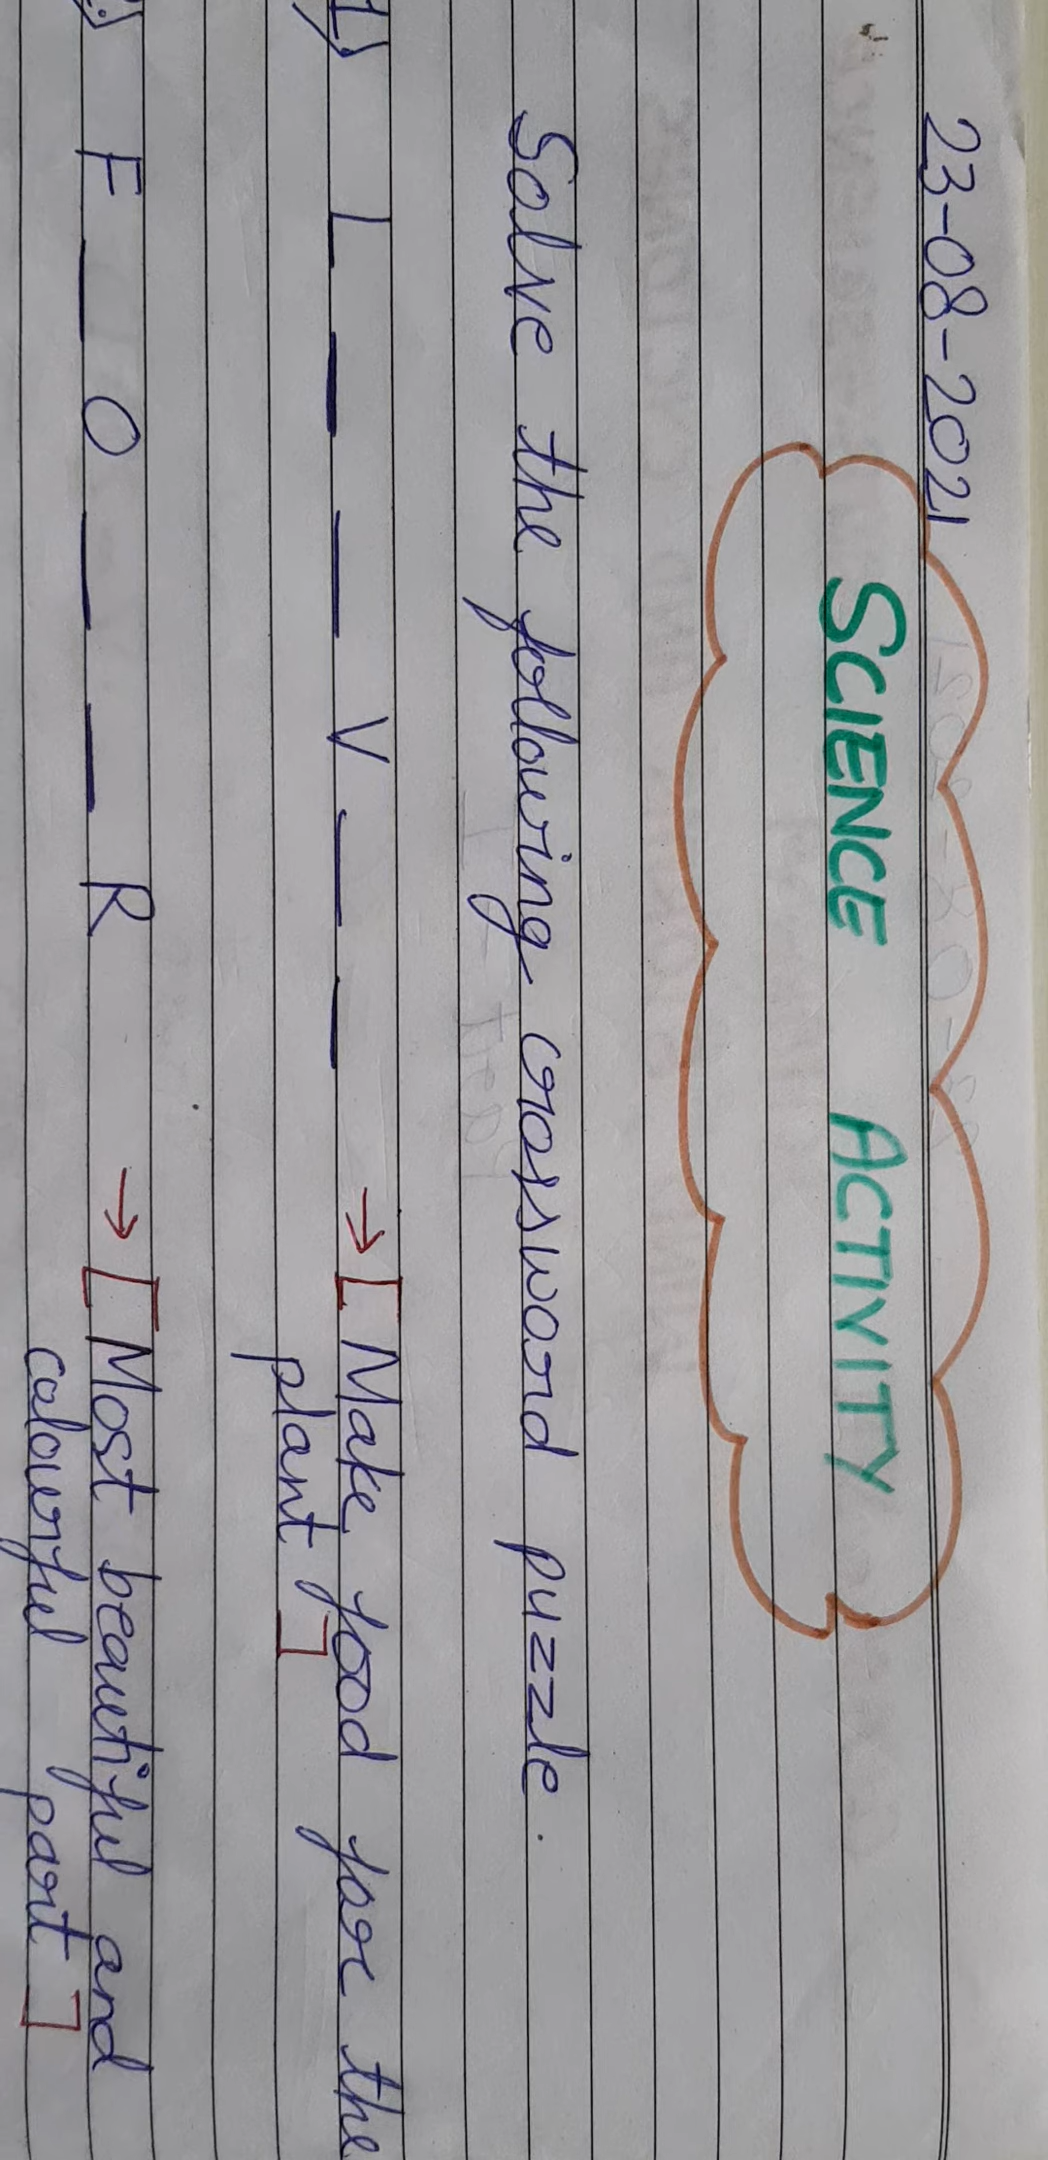 23-08-2021
SCIENCE ACTIVITY
Solve the following crossword puzzle.
1.) L _ _ V _ _ → [Make food for the
plant]
F _ O _ _ R → [Most beautiful and
colourful part]